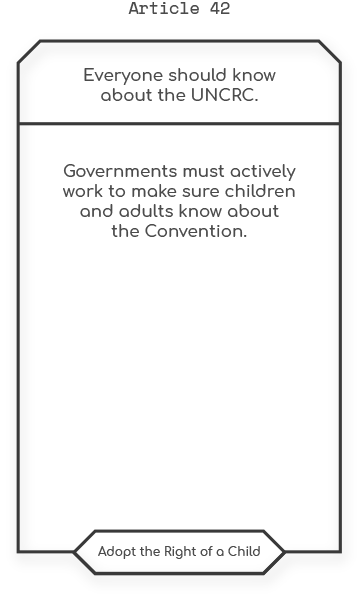 Article 42
Everyone should know
about the UNCRC.
Governments must actively
work to make sure children
and adults know about
the Convention.
Adopt the Right of a Child